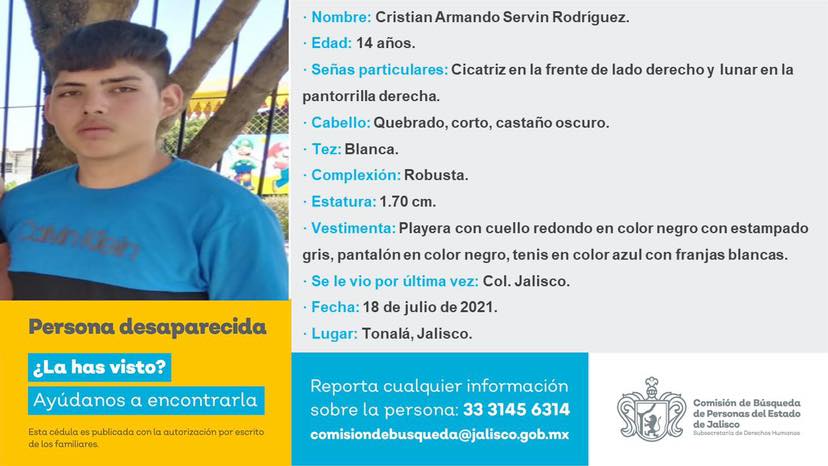 · Nombre: Cristian Armando Servin Rodríguez.
· Edad: 14 años.
· Señas particulares: Cicatriz en la frente de lado derecho y lunar en la
pantorrilla derecha.
· Cabello: Quebrado, corto, castaño oscuro.
· Tez: Blanca.
· Complexión: Robusta.
· Estatura: 1.70 cm.
· Vestimenta: Playera con cuello redondo en color negro con estampado
gris, pantalón en color negro, tenis en color azul con franjas blancas.
· Se le vio por última vez: Col. Jalisco.
· Fecha: 18 de julio de 2021.
· Lugar: Tonalá, Jalisco.
Calvin Klein
Persona desaparecida
¿La has visto?
Ayúdanos a encontrarla
Esta cédula es publicada con la autorización por escrito
de los familiares.
Reporta cualquier información
sobre la persona: 33 3145 6314
comisiondebusqueda@jalisco.gob.mx
Comisión de Búsqueda
de Personas del Estado
de Jalisco
Subsecretaría de Derechos Humanos